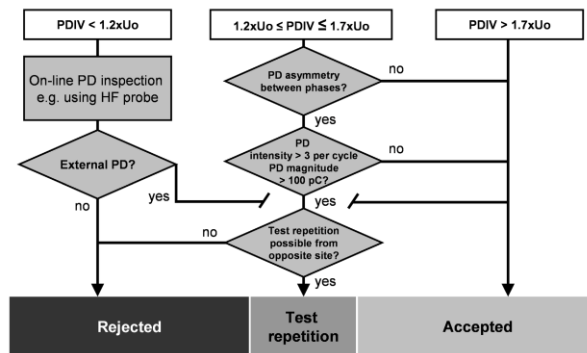 PDIV < 1.2xUo
1.2xUo ≤ PDIV ≤ 1.7xUo
PDIV > 1.7xUo
On-line PD inspection
e.g. using HF probe
PD asymmetry
between phases?
no
yes
External PD?
PD
intensity > 3 per cycle
PD magnitude
> 100 pC?
no
no
yes
yes
no
Test repetition
possible from
opposite site?
yes
Rejected
Test
repetition
Accepted